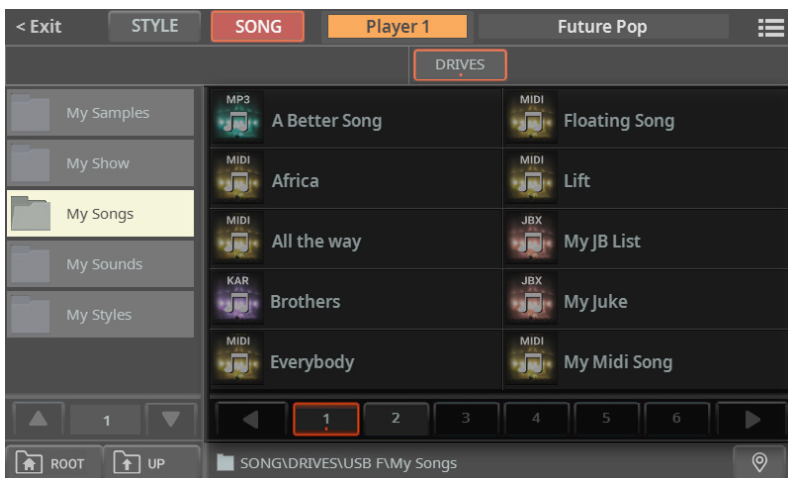 < Exit STYLE SONG Player 1 Future Pop
DRIVES
My Samples
My Show
My Songs
My Sounds
My Styles
MP3 A Better Song
MIDI Floating Song
MIDI Africa
MIDI Lift
MIDI All the way
JBX My JB List
KAR Brothers
JBX My Juke
MIDI Everybody
MIDI My Midi Song
1
1 2 3 4 5 6
ROOT UP
SONG\DRIVES\USB F\My Songs